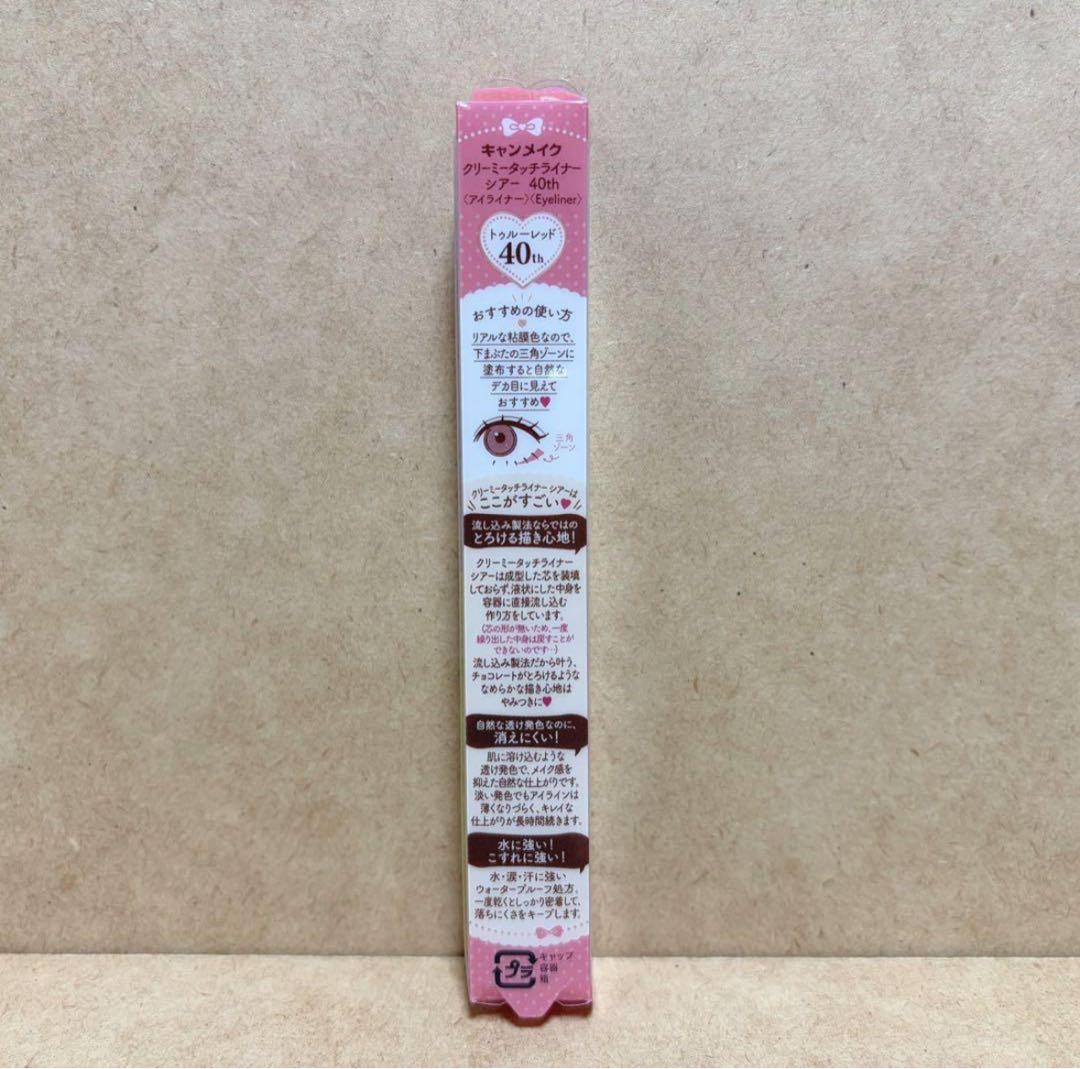 キャンメイク
クリーミータッチライナー
シアー 40th
〈アイライナー〉〈Eyeliner〉
トゥルーレッド
40th
おすすめの使い方
リアルな粘膜色なので、
下まぶたの三角ゾーンに
塗布すると自然な
デカ目に見えて
おすすめ♥
三角
ゾーン
クリーミータッチライナー シアーは
ここがすごい♥
流し込み製法ならではの
とろける描き心地!
クリーミータッチライナー
シアーは成型した芯を装填
しておらず、液状にした中身を
容器に直接流し込む
作り方をしています。
(芯の形が無いため、一度
繰り出した中身は戻すことが
できないのです…)
流し込み製法だから叶う、
チョコレートがとろけるような
なめらかな描き心地は
やみつきに♥
自然な透け発色なのに、
消えにくい!
肌に溶け込むような
透け発色で、メイク感を
抑えた自然な仕上がりです。
淡い発色でもアイラインは
薄くなりづらく、キレイな
仕上がりが長時間続きます。
水に強い!
こすれに強い!
水・涙・汗に強い
ウォータープルーフ処方。
一度乾くとしっかり密着して、
落ちにくさをキープします。
プラ
キャップ
容器
箱